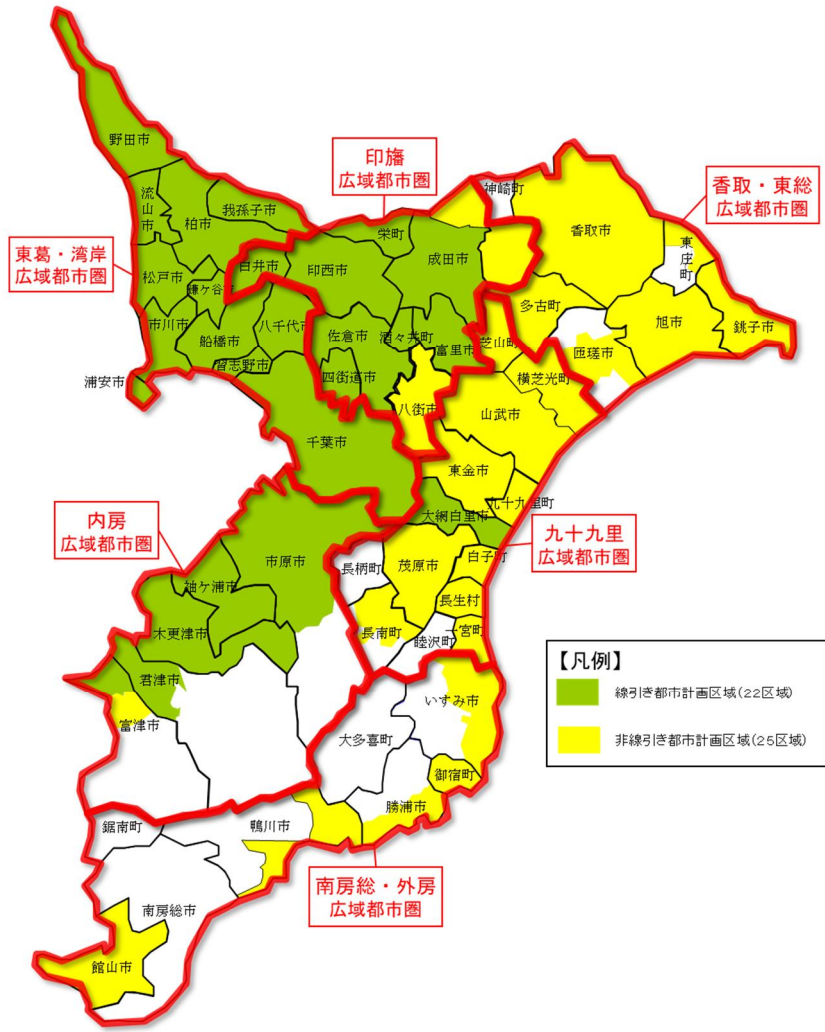 野田市
流山市
柏市
我孫子市
印旛
広域都市圏
神崎町
香取・東総
広域都市圏
香取市
東庄町
東葛・湾岸
広域都市圏
松戸市
鎌ケ谷市
白井市
印西市
栄町
成田市
多古町
旭市
銚子市
市川市
船橋市
八千代市
佐倉市
酒々井町
富里市
芝山町
匝瑳市
横芝光町
浦安市
習志野市
四街道市
八街市
山武市
千葉市
東金市
九十九里町
大網白里市
内房
広域都市圏
九十九里
広域都市圏
市原市
袖ケ浦市
長柄町
茂原市
白子町
長生村
木更津市
長南町
睦沢町
一宮町
君津市
富津市
いすみ市
大多喜町
御宿町
勝浦市
【凡例】
線引き都市計画区域(22区域)
非線引き都市計画区域(25区域)
鋸南町
鴨川市
南房総・外房
広域都市圏
南房総市
館山市